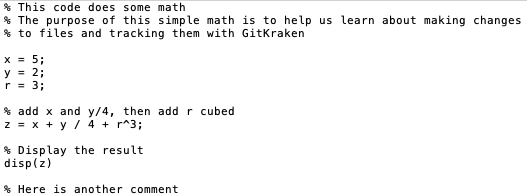 % This code does some math
% The purpose of this simple math is to help us learn about making changes
% to files and tracking them with GitKraken
x = 5;
y = 2;
r = 3;
% add x and y/4, then add r cubed
z = x + y / 4 + r^3;
% Display the result
disp(z)
% Here is another comment